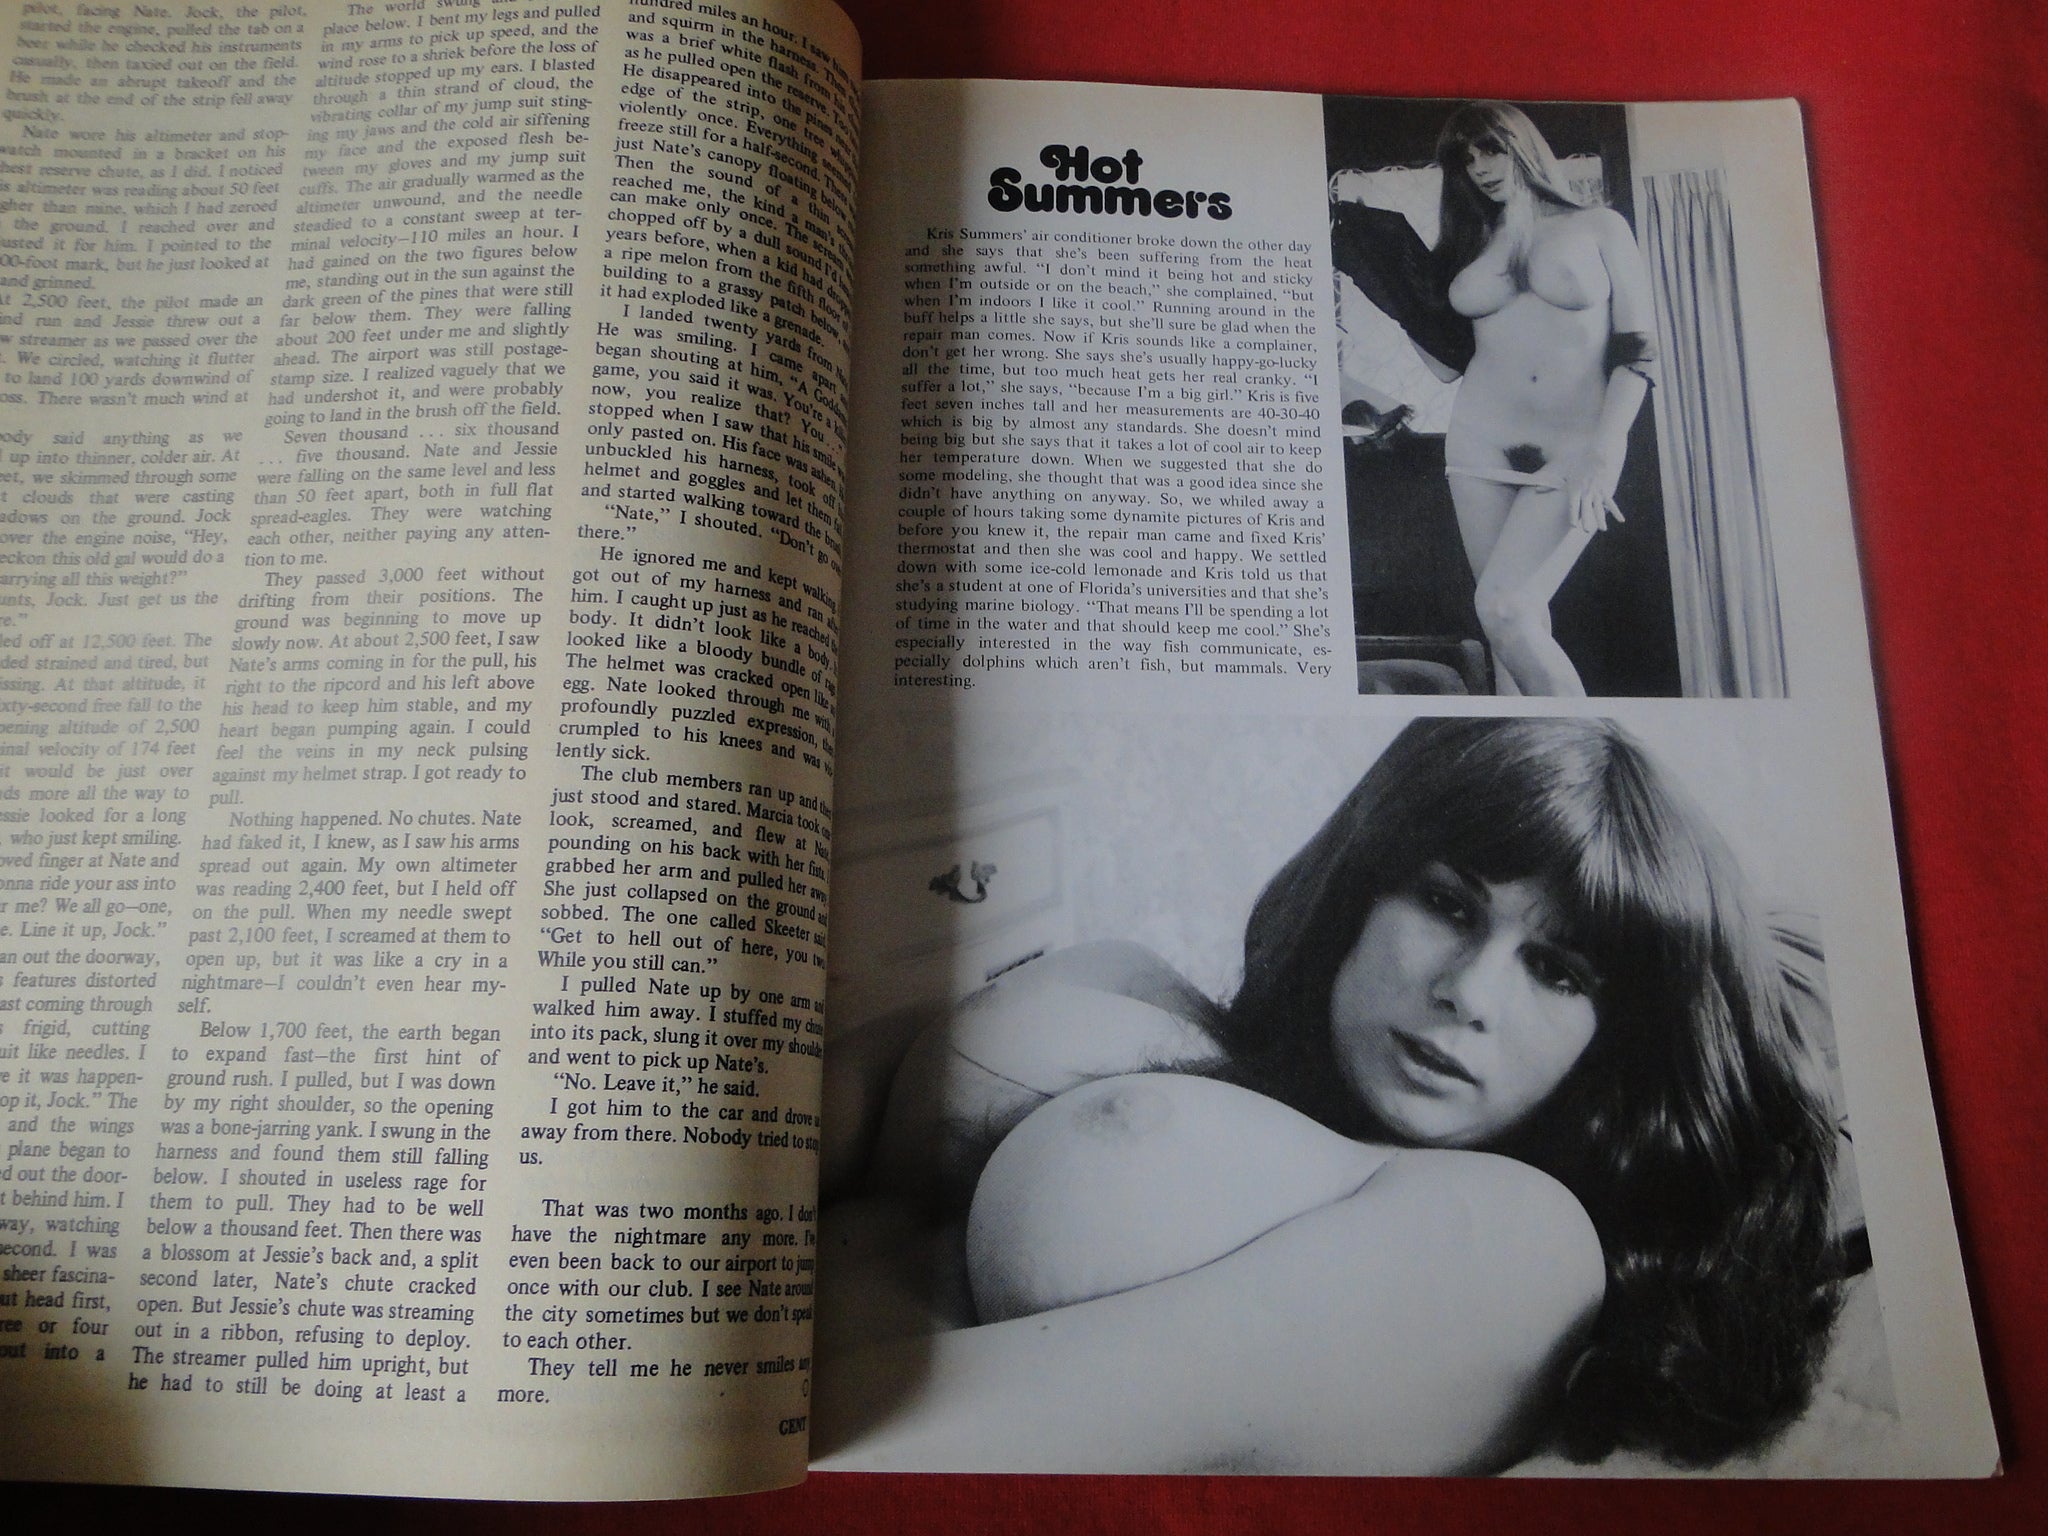 pilot, facing Nate. Jock, the pilot,
started the engine, pulled the tab on a
beer while he checked his instruments
casually, then taxied out on the field.
He made an abrupt takeoff and the
brush at the end of the strip fell away
quickly.
Nate wore his altimeter and stop-
watch mounted in a bracket on his
chest reserve chute, as I did. I noticed
altimeter was reading about 50 feet
than mine, which I had zeroed
the ground. I reached over and
it for him. I pointed to the
mark, but he just looked at
and grinned.
At 2,500 feet, the pilot made an
run and Jessie threw out a
streamer as we passed over the
We circled, watching it flutter
to land 100 yards downwind of
There wasn't much wind at
said anything as we
up into thinner, colder air. At
we skimmed through some
clouds that were casting
on the ground. Jock
over the engine noise, "Hey,
this old gal would do a
all this weight?"
Jock. Just get us the
off at 12,500 feet. The
strained and tired, but
At that altitude, it
free fall to the
altitude of 2,500
velocity of 174 feet
it would be just over
more all the way to
looked for a long
who just kept smiling.
finger at Nate and
ride your ass into
me? We all go—one,
Line it up, Jock."
out the doorway,
features distorted
coming through
frigid, cutting
like needles. I
it was happen-
it, Jock." The
and the wings
plane began to
out the door-
behind him. I
watching
I was
sheer fascina-
head first,
or four
out into a
The world swung
place below. I bent my legs and pulled
in my arms to pick up speed, and the
wind rose to a shriek before the loss of
altitude stopped up my ears. I blasted
through a thin strand of cloud, the
vibrating collar of my jump suit sting-
ing my jaws and the cold air siffening
my face and the exposed flesh be-
tween my gloves and my jump suit
cuffs. The air gradually warmed as the
altimeter unwound, and the needle
steadied to a constant sweep at ter-
minal velocity—110 miles an hour. I
had gained on the two figures below
me, standing out in the sun against the
dark green of the pines that were still
far below them. They were falling
about 200 feet under me and slightly
ahead. The airport was still postage-
stamp size. I realized vaguely that we
had undershot it, and were probably
going to land in the brush off the field.
Seven thousand . . . six thousand
. . . five thousand. Nate and Jessie
were falling on the same level and less
than 50 feet apart, both in full flat
spread-eagles. They were watching
each other, neither paying any atten-
tion to me.
They passed 3,000 feet without
drifting from their positions. The
ground was beginning to move up
slowly now. At about 2,500 feet, I saw
Nate's arms coming in for the pull, his
right to the ripcord and his left above
his head to keep him stable, and my
heart began pumping again. I could
feel the veins in my neck pulsing
against my helmet strap. I got ready to
pull.
Nothing happened. No chutes. Nate
had faked it, I knew, as I saw his arms
spread out again. My own altimeter
was reading 2,400 feet, but I held off
on the pull. When my needle swept
past 2,100 feet, I screamed at them to
open up, but it was like a cry in a
nightmare—I couldn't even hear my-
self.
Below 1,700 feet, the earth began
to expand fast—the first hint of
ground rush. I pulled, but I was down
by my right shoulder, so the opening
was a bone-jarring yank. I swung in the
harness and found them still falling
below. I shouted in useless rage for
them to pull. They had to be well
below a thousand feet. Then there was
a blossom at Jessie's back and, a split
second later, Nate's chute cracked
open. But Jessie's chute was streaming
out in a ribbon, refusing to deploy.
The streamer pulled him upright, but
he had to still be doing at least a
hundred miles an hour. I saw him
and squirm in the harness. Then there
was a brief white flash from his
as he pulled open the reserve. Too
He disappeared into the pines near the
edge of the strip, one tree
violently once. Everything seemed
freeze still for a half-second. There was
just Nate's canopy floating below
Then the sound of a thin
reached me, the kind a man's
can make only once. The scream was
chopped off by a dull sound I'd
years before, when a kid had dropped
a ripe melon from the fifth floor of
building to a grassy patch below, and
it had exploded like a grenade.
I landed twenty yards from Nate
He was smiling. I came apart and
began shouting at him, "A Goddamn
game, you said it was. You're a
now, you realize that? You . . ."
stopped when I saw that his smile was
only pasted on. His face was ashen.
unbuckled his harness, took off his
helmet and goggles and let them fall
and started walking toward the brush
"Nate," I shouted. "Don't go over
there."
He ignored me and kept walking.
got out of my harness and ran after
him. I caught up just as he reached the
body. It didn't look like a body. It
looked like a bloody bundle of rags
The helmet was cracked open like an
egg. Nate looked through me with a
profoundly puzzled expression, then
crumpled to his knees and was vio-
lently sick.
The club members ran up and then
just stood and stared. Marcia took one
look, screamed, and flew at Nate,
pounding on his back with her fists. I
grabbed her arm and pulled her away.
She just collapsed on the ground and
sobbed. The one called Skeeter said,
"Get to hell out of here, you two.
While you still can."
I pulled Nate up by one arm and
walked him away. I stuffed my chute
into its pack, slung it over my shoulder
and went to pick up Nate's.
"No. Leave it," he said.
I got him to the car and drove us
away from there. Nobody tried to stop
us.
That was two months ago. I don't
have the nightmare any more. I've
even been back to our airport to jump
once with our club. I see Nate around
the city sometimes but we don't speak
to each other.
They tell me he never smiles any
more.
GENT
Hot
Summers
Kris Summers' air conditioner broke down the other day
and she says that she's been suffering from the heat
something awful. "I don't mind it being hot and sticky
when I'm outside or on the beach," she complained, "but
when I'm indoors I like it cool." Running around in the
buff helps a little she says, but she'll sure be glad when the
repair man comes. Now if Kris sounds like a complainer,
don't get her wrong. She says she's usually happy-go-lucky
all the time, but too much heat gets her real cranky. "I
suffer a lot," she says, "because I'm a big girl." Kris is five
feet seven inches tall and her measurements are 40-30-40
which is big by almost any standards. She doesn't mind
being big but she says that it takes a lot of cool air to keep
her temperature down. When we suggested that she do
some modeling, she thought that was a good idea since she
didn't have anything on anyway. So, we whiled away a
couple of hours taking some dynamite pictures of Kris and
before you knew it, the repair man came and fixed Kris'
thermostat and then she was cool and happy. We settled
down with some ice-cold lemonade and Kris told us that
she's a student at one of Florida's universities and that she's
studying marine biology. "That means I'll be spending a lot
of time in the water and that should keep me cool." She's
especially interested in the way fish communicate, es-
pecially dolphins which aren't fish, but mammals. Very
interesting.